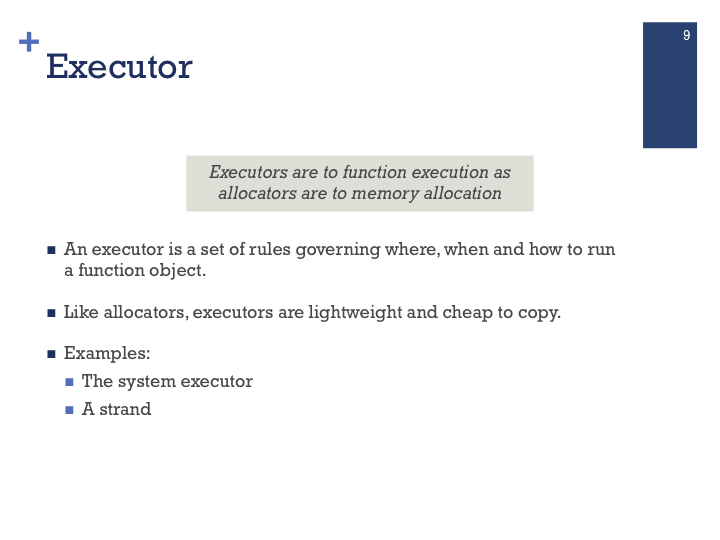 9
+
Executor
Executors are to function execution as
allocators are to memory allocation
■ An executor is a set of rules governing where, when and how to run
a function object.
■ Like allocators, executors are lightweight and cheap to copy.
■ Examples:
■ The system executor
■ A strand